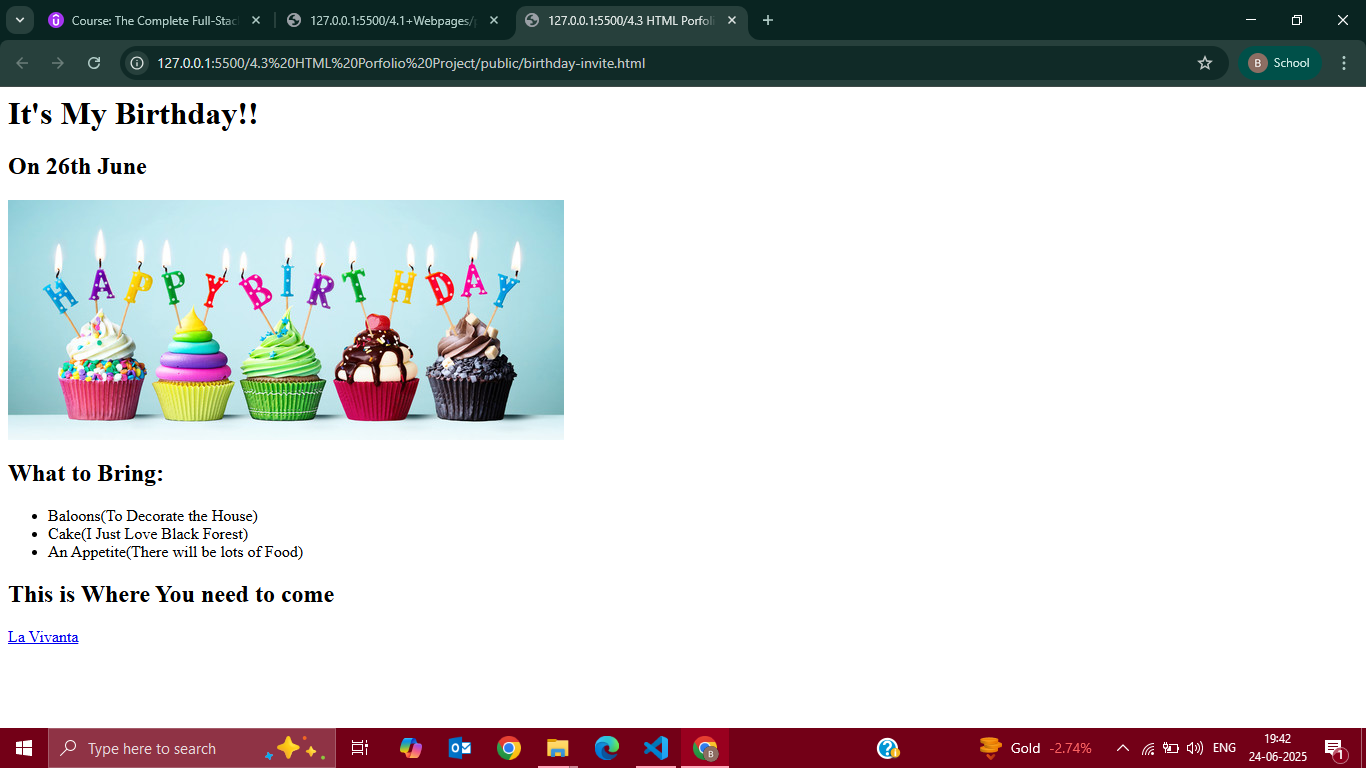 Course: The Complete Full-Stac
127.0.0.1:5500/4.1+Webpages/
127.0.0.1:5500/4.3 HTML Porfoli
127.0.0.1:5500/4.3%20HTML%20Porfolio%20Project/public/birthday-invite.html
B School
It's My Birthday!!
On 26th June
HAPPY BIRTHDAY
What to Bring:
Baloons(To Decorate the House)
Cake(I Just Love Black Forest)
An Appetite(There will be lots of Food)
This is Where You need to come
La Vivanta
Type here to search
B
Gold -2.74%
ENG
19:42
24-06-2025
1